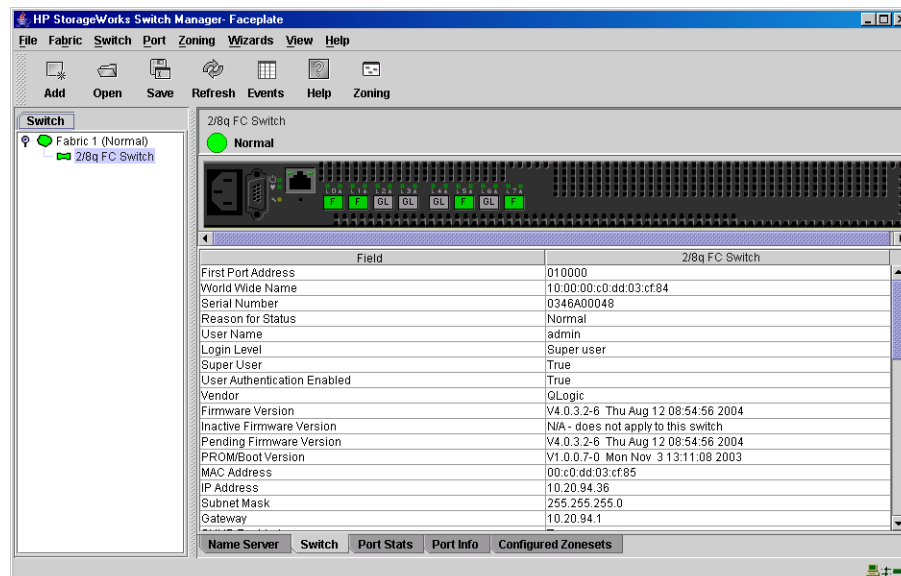 HP StorageWorks Switch Manager- Faceplate
File Fabric Switch Port Zoning Wizards View Help
Add Open Save Refresh Events Help Zoning
Switch
Fabric 1 (Normal)
2/8q FC Switch
2/8q FC Switch
Normal
L0 L1 L2 L3 L4 L5 L6 L7
F F GL GL GL F GL F
Field 2/8q FC Switch
First Port Address 010000
World Wide Name 10:00:00:c0:dd:03:cf:84
Serial Number 0346A00048
Reason for Status Normal
User Name admin
Login Level Super user
Super User True
User Authentication Enabled True
Vendor QLogic
Firmware Version V4.0.3.2-6 Thu Aug 12 08:54:56 2004
Inactive Firmware Version N/A - does not apply to this switch
Pending Firmware Version V4.0.3.2-6 Thu Aug 12 08:54:56 2004
PROM/Boot Version V1.0.0.7-0 Mon Nov 3 13:11:08 2003
MAC Address 00:c0:dd:03:cf:85
IP Address 10.20.94.36
Subnet Mask 255.255.255.0
Gateway 10.20.94.1
Name Server Switch Port Stats Port Info Configured Zonesets